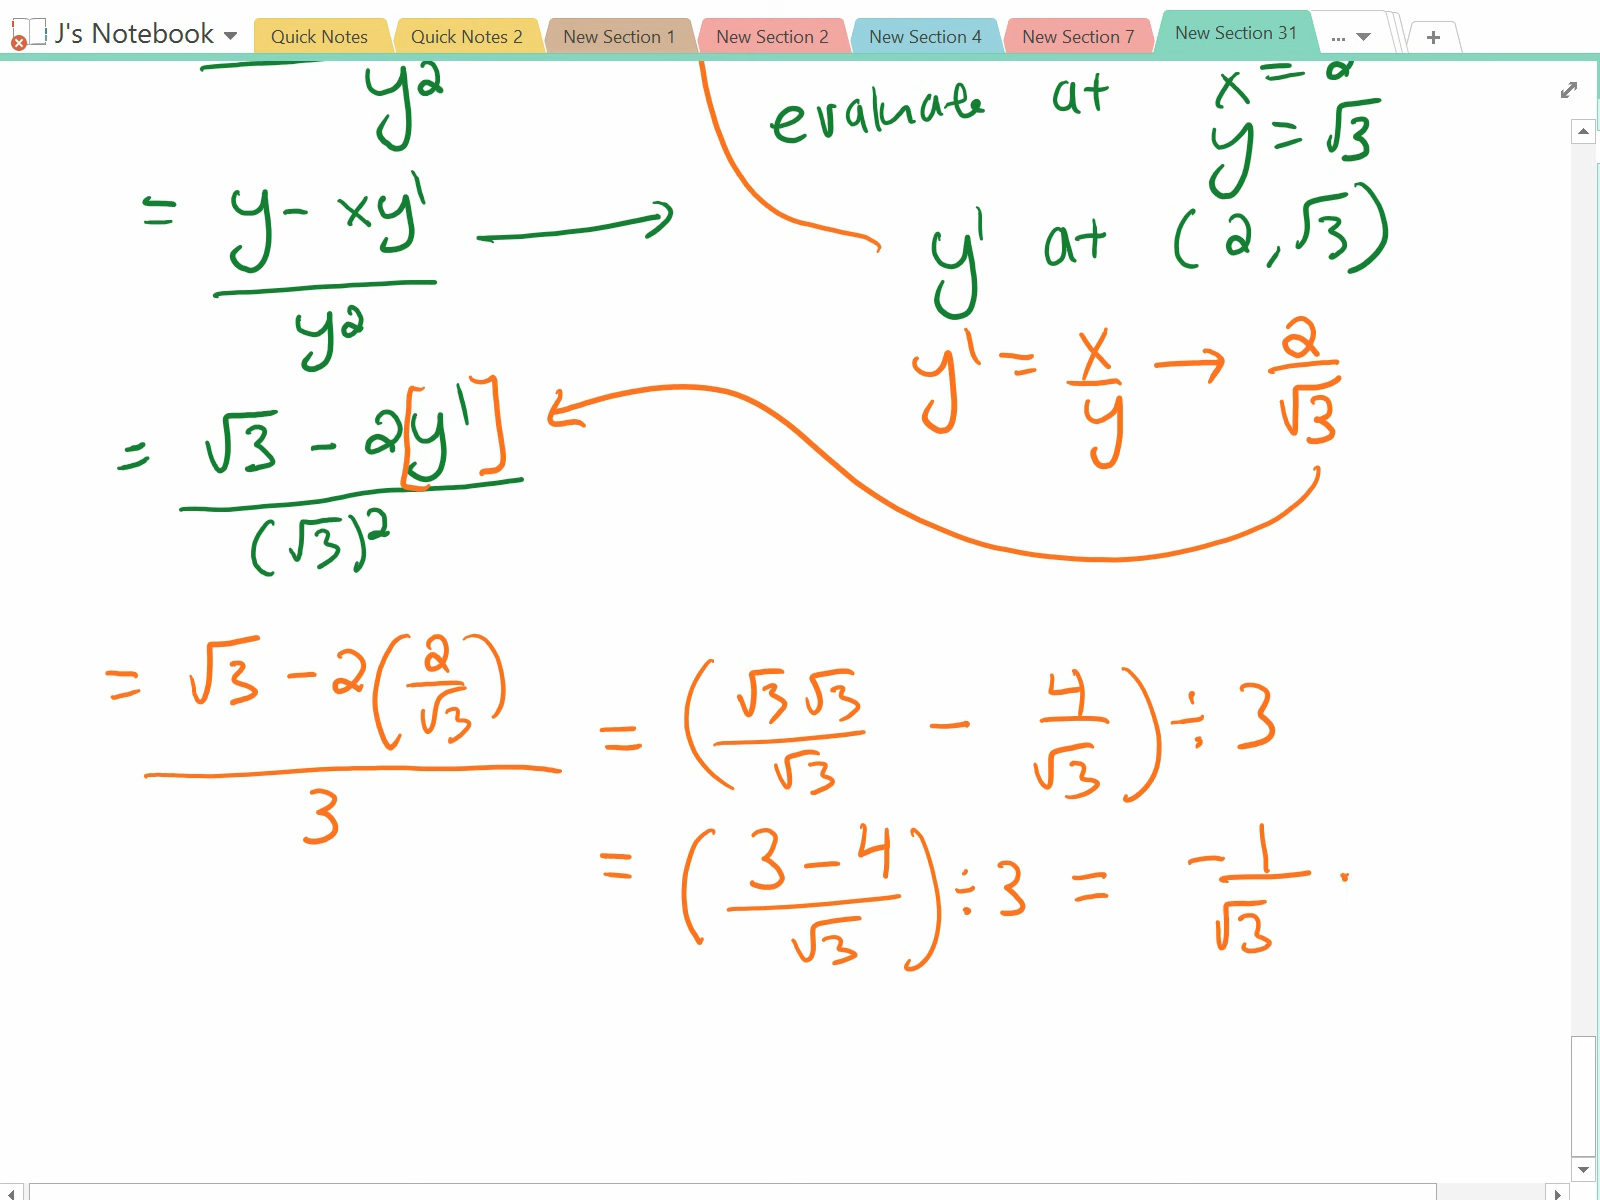 J's Notebook
Quick Notes
Quick Notes 2
New Section 1
New Section 2
New Section 4
New Section 7
New Section 31
...
+
y2
evaluate at x = 2
y = √3
= (y - xy') / y2 →
y' at (2, √3)
y' = x/y → 2/√3
= (√3 - 2[y']) / (√3)2
= (√3 - 2(2/√3)) / 3
= (√3 √3 / √3 - 4/√3) ÷ 3
= ((3 - 4) / √3) ÷ 3 = -1/√3 ·